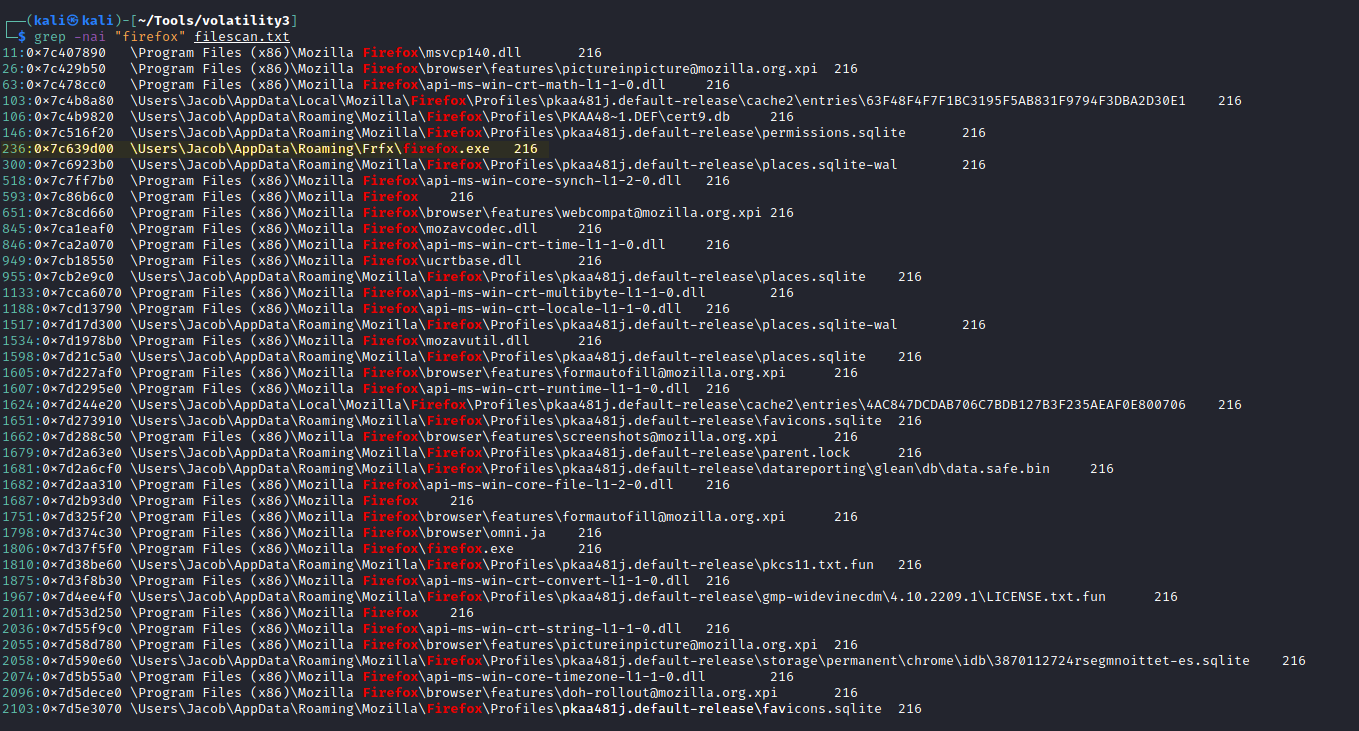 ┌──(kali㉿kali)-[~/Tools/volatility3]
└─$ grep -nai "firefox" filescan.txt
11:0×7c407890 \Program Files (x86)\Mozilla Firefox\msvcp140.dll 216
26:0×7c429b50 \Program Files (x86)\Mozilla Firefox\browser\features\pictureinpicture@mozilla.org.xpi 216
63:0×7c478cc0 \Program Files (x86)\Mozilla Firefox\api-ms-win-crt-math-l1-1-0.dll 216
103:0×7c4b8a80 \Users\Jacob\AppData\Local\Mozilla\Firefox\Profiles\pkaa481j.default-release\cache2\entries\63F48F4F7F1BC3195F5AB831F9794F3DBA2D30E1 216
106:0×7c4b9820 \Users\Jacob\AppData\Roaming\Mozilla\Firefox\Profiles\PKAA48~1.DEF\cert9.db 216
146:0×7c516f20 \Users\Jacob\AppData\Roaming\Mozilla\Firefox\Profiles\pkaa481j.default-release\permissions.sqlite 216
236:0×7c639d00 \Users\Jacob\AppData\Roaming\Frfx\firefox.exe 216
300:0×7c6923b0 \Users\Jacob\AppData\Roaming\Mozilla\Firefox\Profiles\pkaa481j.default-release\places.sqlite-wal 216
518:0×7c7ff7b0 \Program Files (x86)\Mozilla Firefox\api-ms-win-core-synch-l1-2-0.dll 216
593:0×7c86b6c0 \Program Files (x86)\Mozilla Firefox 216
651:0×7c8cd660 \Program Files (x86)\Mozilla Firefox\browser\features\webcompat@mozilla.org.xpi 216
845:0×7ca1eaf0 \Program Files (x86)\Mozilla Firefox\mozavcodec.dll 216
846:0×7ca2a070 \Program Files (x86)\Mozilla Firefox\api-ms-win-crt-time-l1-1-0.dll 216
949:0×7cb18550 \Program Files (x86)\Mozilla Firefox\ucrtbase.dll 216
955:0×7cb2e9c0 \Users\Jacob\AppData\Roaming\Mozilla\Firefox\Profiles\pkaa481j.default-release\places.sqlite 216
1133:0×7cca6070 \Program Files (x86)\Mozilla Firefox\api-ms-win-crt-multibyte-l1-1-0.dll 216
1188:0×7cd13790 \Program Files (x86)\Mozilla Firefox\api-ms-win-crt-locale-l1-1-0.dll 216
1517:0×7d17d300 \Users\Jacob\AppData\Roaming\Mozilla\Firefox\Profiles\pkaa481j.default-release\places.sqlite-wal 216
1534:0×7d1978b0 \Program Files (x86)\Mozilla Firefox\mozavutil.dll 216
1598:0×7d21c5a0 \Users\Jacob\AppData\Roaming\Mozilla\Firefox\Profiles\pkaa481j.default-release\places.sqlite 216
1605:0×7d227af0 \Program Files (x86)\Mozilla Firefox\browser\features\formautofill@mozilla.org.xpi 216
1607:0×7d2295e0 \Program Files (x86)\Mozilla Firefox\api-ms-win-crt-runtime-l1-1-0.dll 216
1624:0×7d244e20 \Users\Jacob\AppData\Local\Mozilla\Firefox\Profiles\pkaa481j.default-release\cache2\entries\4AC847DCDAB706C7BDB127B3F235AEAF0E800706 216
1651:0×7d273910 \Users\Jacob\AppData\Roaming\Mozilla\Firefox\Profiles\pkaa481j.default-release\favicons.sqlite 216
1662:0×7d288c50 \Program Files (x86)\Mozilla Firefox\browser\features\screenshots@mozilla.org.xpi 216
1679:0×7d2a63e0 \Users\Jacob\AppData\Roaming\Mozilla\Firefox\Profiles\pkaa481j.default-release\parent.lock 216
1681:0×7d2a6cf0 \Users\Jacob\AppData\Roaming\Mozilla\Firefox\Profiles\pkaa481j.default-release\datareporting\glean\db\data.safe.bin 216
1682:0×7d2aa310 \Program Files (x86)\Mozilla Firefox\api-ms-win-core-file-l1-2-0.dll 216
1687:0×7d2b93d0 \Program Files (x86)\Mozilla Firefox 216
1751:0×7d325f20 \Program Files (x86)\Mozilla Firefox\browser\features\formautofill@mozilla.org.xpi 216
1798:0×7d374c30 \Program Files (x86)\Mozilla Firefox\browser\omni.ja 216
1806:0×7d37f5f0 \Program Files (x86)\Mozilla Firefox\firefox.exe 216
1810:0×7d38be60 \Users\Jacob\AppData\Roaming\Mozilla\Firefox\Profiles\pkaa481j.default-release\pkcs11.txt.fun 216
1875:0×7d3f8b30 \Program Files (x86)\Mozilla Firefox\api-ms-win-crt-convert-l1-1-0.dll 216
1967:0×7d4ee4f0 \Users\Jacob\AppData\Roaming\Mozilla\Firefox\Profiles\pkaa481j.default-release\gmp-widevinecdm\4.10.2209.1\LICENSE.txt.fun 216
2011:0×7d53d250 \Program Files (x86)\Mozilla Firefox 216
2036:0×7d55f9c0 \Program Files (x86)\Mozilla Firefox\api-ms-win-crt-string-l1-1-0.dll 216
2055:0×7d58d780 \Program Files (x86)\Mozilla Firefox\browser\features\pictureinpicture@mozilla.org.xpi 216
2058:0×7d590e60 \Users\Jacob\AppData\Roaming\Mozilla\Firefox\Profiles\pkaa481j.default-release\storage\permanent\chrome\idb\3870112724rsegmnoittet-es.sqlite 216
2074:0×7d5b55a0 \Program Files (x86)\Mozilla Firefox\api-ms-win-core-timezone-l1-1-0.dll 216
2096:0×7d5dece0 \Program Files (x86)\Mozilla Firefox\browser\features\doh-rollout@mozilla.org.xpi 216
2103:0×7d5e3070 \Users\Jacob\AppData\Roaming\Mozilla\Firefox\Profiles\pkaa481j.default-release\favicons.sqlite 216